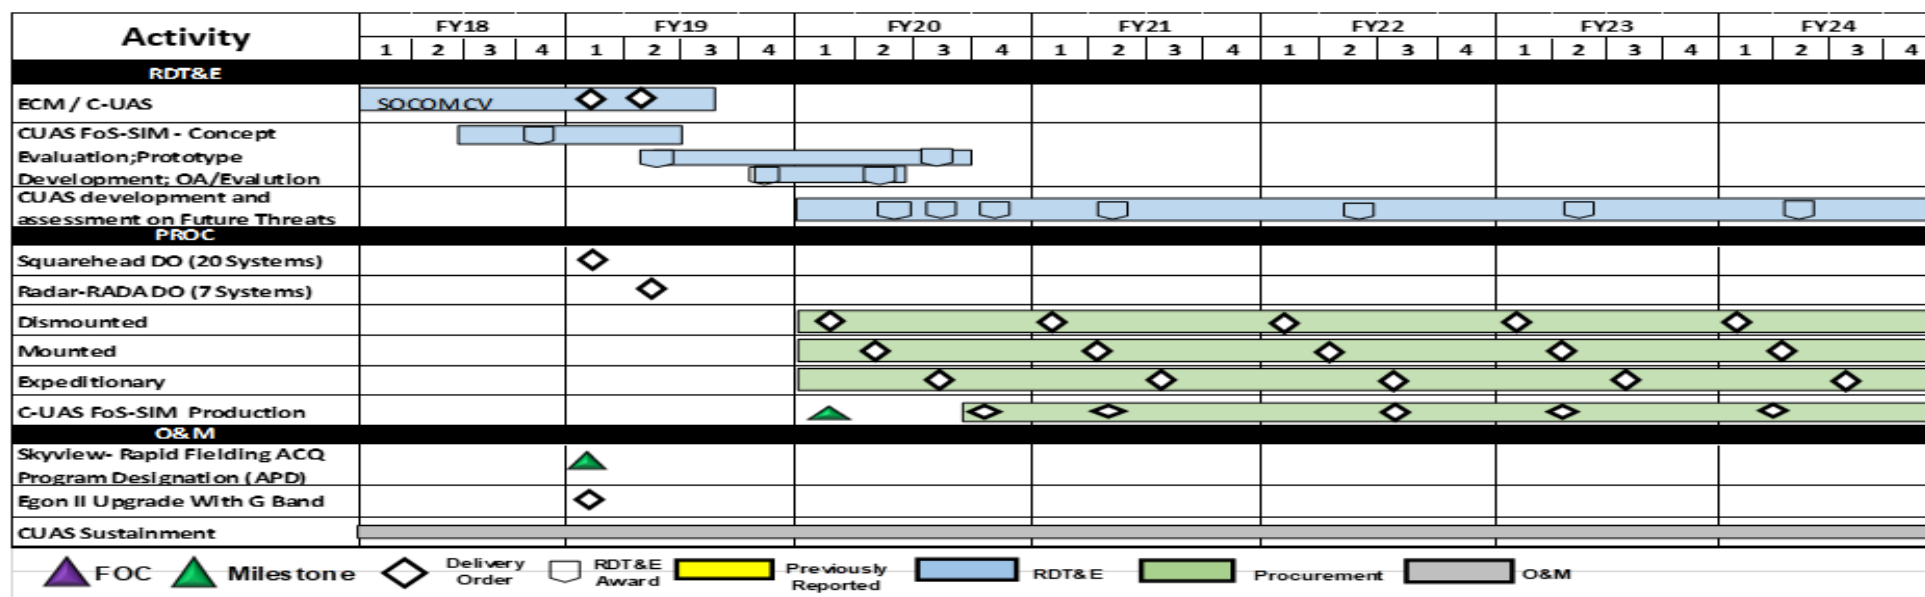 Activity FY18 FY19 FY20 FY21 FY22 FY23 FY24
1 2 3 4 1 2 3 4 1 2 3 4 1 2 3 4 1 2 3 4 1 2 3 4 1 2 3 4
RDT&E
ECM / C-UAS SOCOM CV
CUAS FoS-SIM - Concept
Evaluation;Prototype
Development; OA/Evalution
CUAS development and
assessment on Future Threats
PROC
Squarehead DO (20 Systems)
Radar-RADA DO (7 Systems)
Dismounted
Mounted
Expeditionary
C-UAS FoS-SIM Production
O&M
Skyview- Rapid Fielding ACQ
Program Designation (APD)
Egon II Upgrade With G Band
CUAS Sustainment
FOC
Milestone
Delivery
Order
RDT&E
Award
Previously
Reported
RDT&E
Procurement
O&M